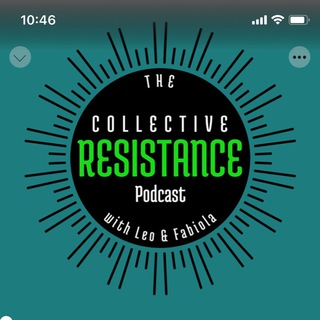 10:46
THE
COLLECTIVE
RESISTANCE
Podcast
with Leo & Fabiola